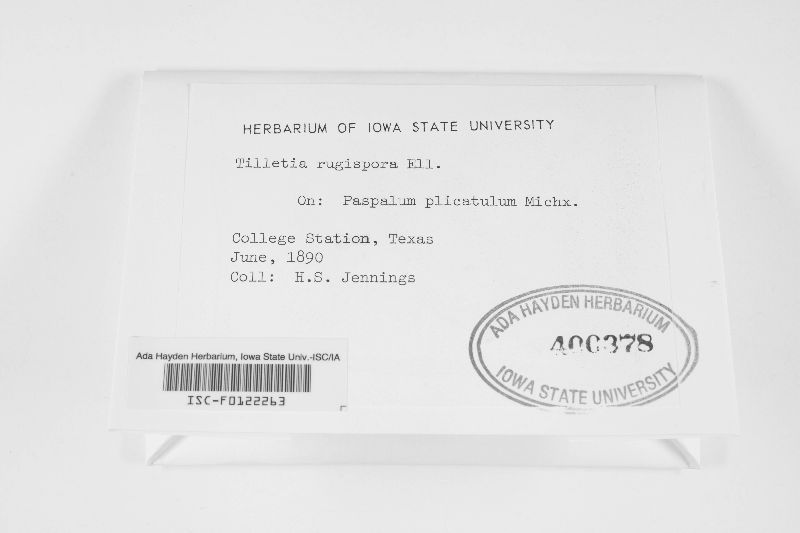 HERBARIUM OF IOWA STATE UNIVERSITY
Tilletia rugispora Ell.
On: Paspalum plicatulum Michx.
College Station, Texas
June, 1890
Coll: H.S. Jennings
ADA HAYDEN HERBARIUM
400378
IOWA STATE UNIVERSITY
Ada Hayden Herbarium, Iowa State Univ.-ISC/IA
ISC-F0122263